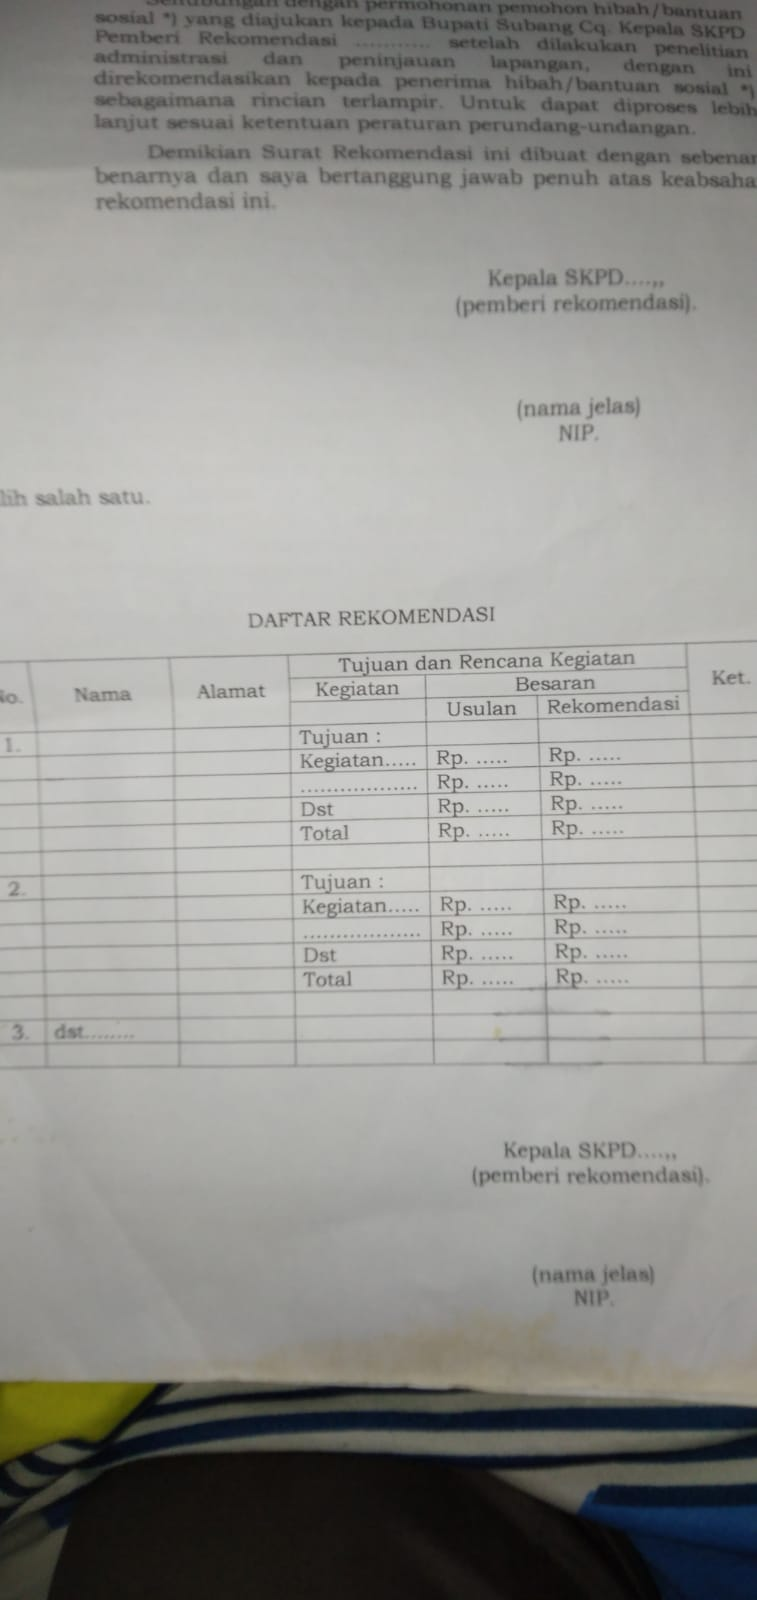 Sehubungan dengan permohonan pemohon hibah/bantuan
sosial *) yang diajukan kepada Bupati Subang Cq. Kepala SKPD
Pemberi Rekomendasi ........... setelah dilakukan penelitian
administrasi dan peninjauan lapangan, dengan ini
direkomendasikan kepada penerima hibah/bantuan sosial *)
sebagaimana rincian terlampir. Untuk dapat diproses lebih
lanjut sesuai ketentuan peraturan perundang-undangan.
Demikian Surat Rekomendasi ini dibuat dengan sebenar
benarnya dan saya bertanggung jawab penuh atas keabsaha
rekomendasi ini.
Kepala SKPD....,,
(pemberi rekomendasi).
(nama jelas)
NIP.
lih salah satu.
DAFTAR REKOMENDASI
No. Nama Alamat Tujuan dan Rencana Kegiatan Ket.
Kegiatan Besaran
Usulan Rekomendasi
1. Tujuan :
Kegiatan..... Rp. ..... Rp. .....
.................. Rp. ..... Rp. .....
Dst Rp. ..... Rp. .....
Total Rp. ..... Rp. .....
2. Tujuan :
Kegiatan..... Rp. ..... Rp. .....
.................. Rp. ..... Rp. .....
Dst Rp. ..... Rp. .....
Total Rp. ..... Rp. .....
3. dst........
Kepala SKPD....,,
(pemberi rekomendasi).
(nama jelas)
NIP.